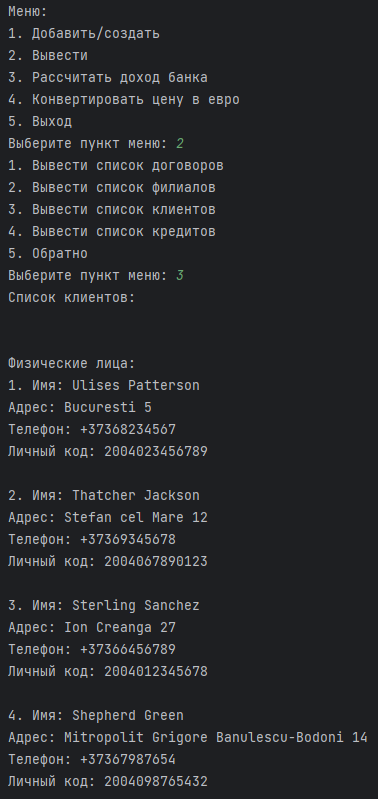 Меню:
1. Добавить/создать
2. Вывести
3. Рассчитать доход банка
4. Конвертировать цену в евро
5. Выход
Выберите пункт меню: 2
1. Вывести список договоров
2. Вывести список филиалов
3. Вывести список клиентов
4. Вывести список кредитов
5. Обратно
Выберите пункт меню: 3
Список клиентов:
Физические лица:
1. Имя: Ulises Patterson
Адрес: Bucuresti 5
Телефон: +37368234567
Личный код: 2004023456789
2. Имя: Thatcher Jackson
Адрес: Stefan cel Mare 12
Телефон: +37369345678
Личный код: 2004067890123
3. Имя: Sterling Sanchez
Адрес: Ion Creanga 27
Телефон: +37366456789
Личный код: 2004012345678
4. Имя: Shepherd Green
Адрес: Mitropolit Grigore Banulescu-Bodoni 14
Телефон: +37367987654
Личный код: 2004098765432